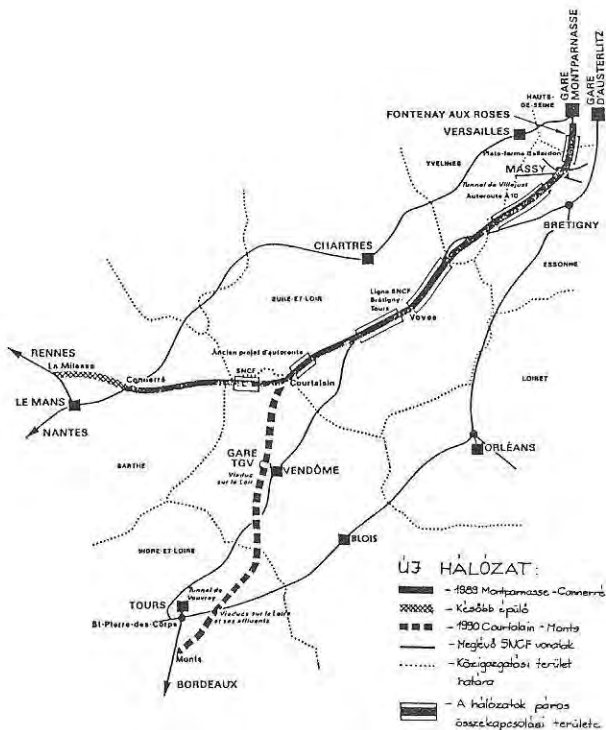 GARE
MONTPARNASSE
GARE
D'AUSTERLITZ
HAUTS-
DE-SEINE
FONTENAY AUX ROSES
VERSAILLES
YVELINES
MASSY
Tunnel de Villejust
Autoroute A 10
BRETIGNY
CHARTRES
ESSONNE
EURE-ET-LOIR
Ligne SNCF
Brétigny-
Tours
Voves
Ancien projet d'autoroute
LOIRET
RENNES
La Milesse
Connerré
SNCF
Courtalain
LE MANS
NANTES
ORLÉANS
SARTHE
GARE
TGV
Viaduc
sur le Loir
VENDÔME
BLOIS
INDRE-ET-LOIRE
TOURS
Tunnel de
Vouvray
St-Pierre-des-Corps
Viaducs sur la Loire
et ses affluents
Monts
BORDEAUX
ÚJ HÁLÓZAT:
- 1989 Montparnasse-Connerré
- Később épülő
- 1990 Courtalain - Monts
- Meglévő SNCF vonalak
- Közigazgatási terület
határa
- A hálózatok páros
összekapcsolási területe